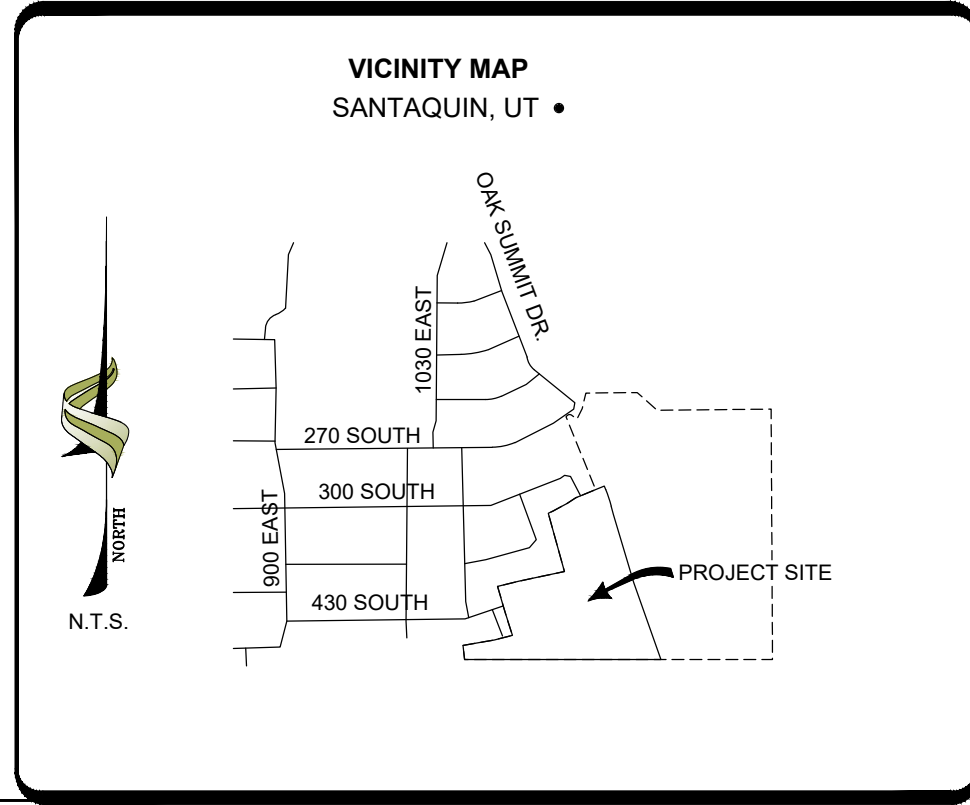 VICINITY MAP
SANTAQUIN, UT •
OAK SUMMIT DR.
1030 EAST
270 SOUTH
300 SOUTH
900 EAST
NORTH
PROJECT SITE
430 SOUTH
N.T.S.